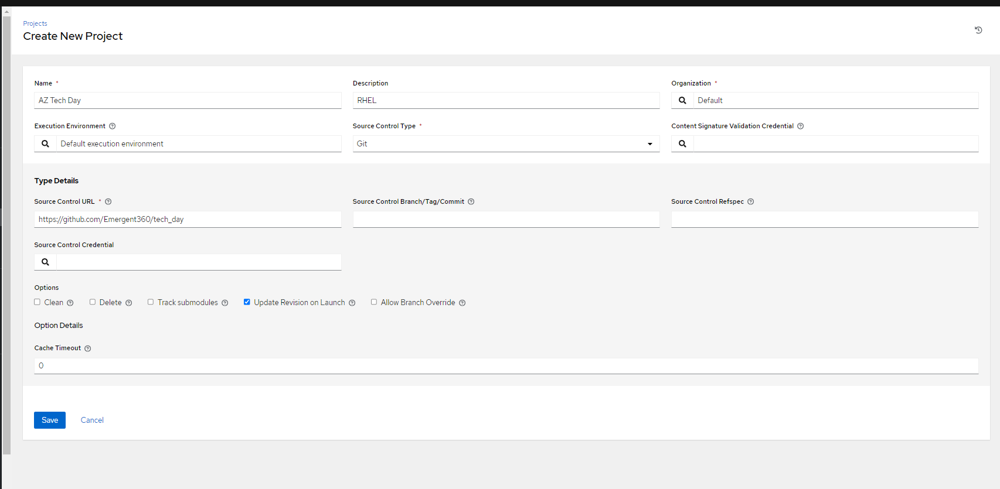 Projects
Create New Project
Name *
Description
Organization *
AZ Tech Day
RHEL
Default
Execution Environment
Source Control Type *
Content Signature Validation Credential
Default execution environment
Git
Type Details
Source Control URL *
Source Control Branch/Tag/Commit
Source Control Refspec
https://github.com/Emergent360/tech_day
Source Control Credential
Options
Clean
Delete
Track submodules
Update Revision on Launch
Allow Branch Override
Option Details
Cache Timeout
0
Save
Cancel